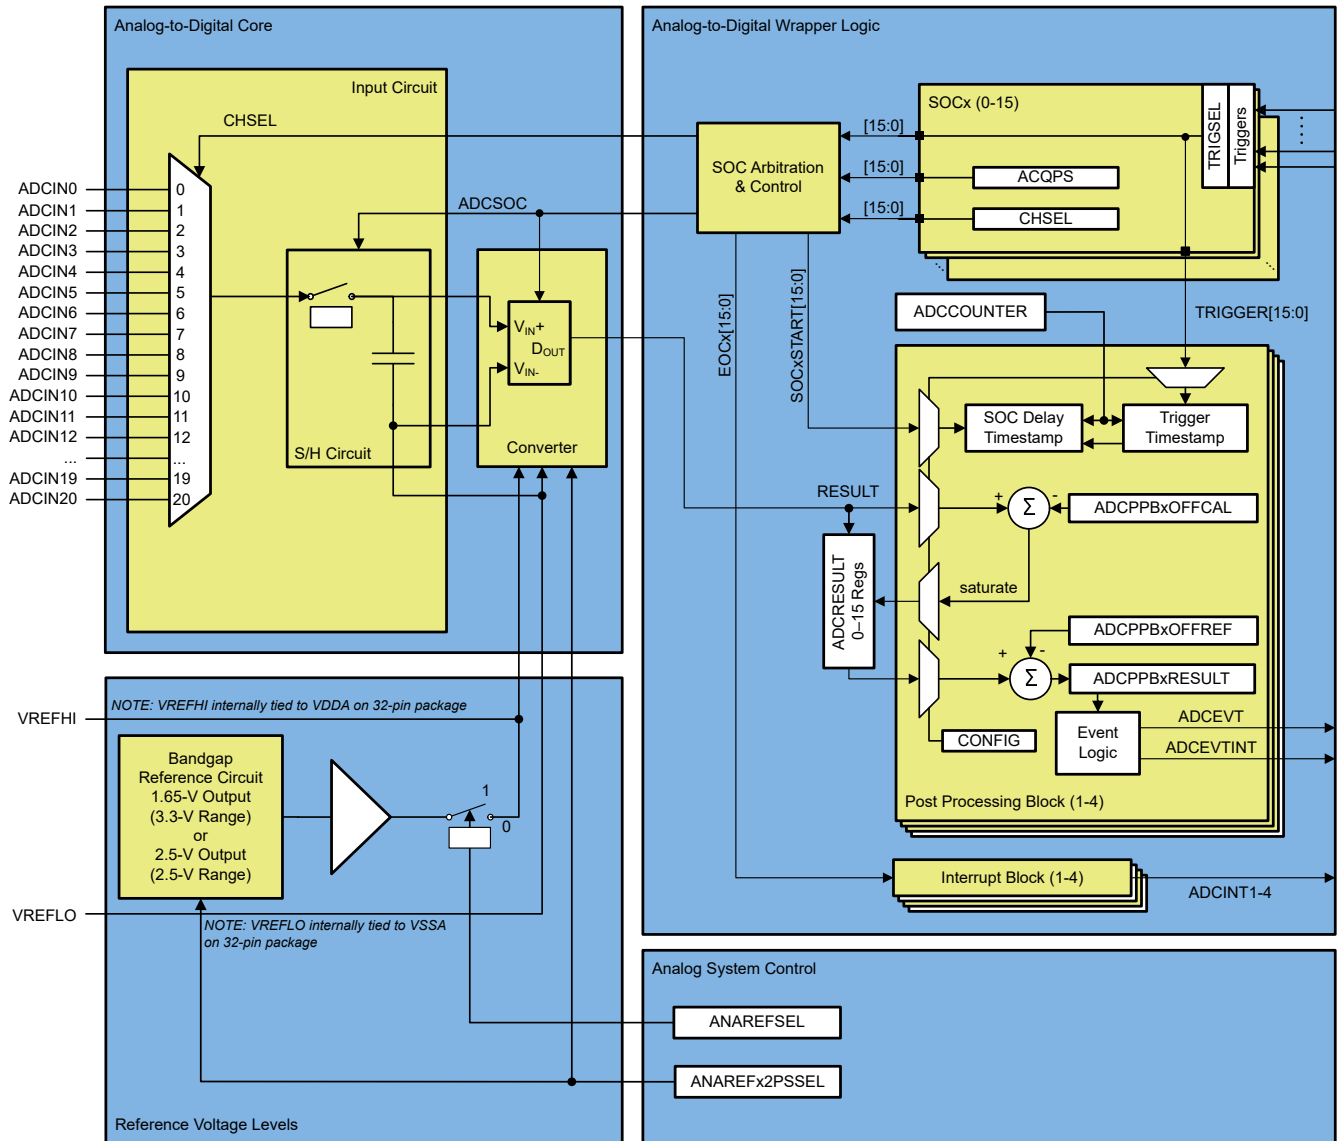 Analog-to-Digital Core
Input Circuit
CHSEL
ADCIN0
ADCIN1
ADCIN2
ADCIN3
ADCIN4
ADCIN5
ADCIN6
ADCIN7
ADCIN8
ADCIN9
ADCIN10
ADCIN11
ADCIN12
...
ADCIN19
ADCIN20
0
1
2
3
4
5
6
7
8
9
10
11
12
...
19
20
ADCSOC
S/H Circuit
VIN+
DOUT
VIN-
Converter
Analog-to-Digital Wrapper Logic
SOCx (0-15)
TRIGSEL
Triggers
[15:0]
[15:0]
[15:0]
ACQPS
CHSEL
SOC Arbitration
& Control
EOCx[15:0]
SOCxSTART[15:0]
ADCCOUNTER
TRIGGER[15:0]
SOC Delay
Timestamp
Trigger
Timestamp
RESULT
+
-
Σ
ADCPPBxOFFCAL
ADCRESULT
0–15 Regs
saturate
ADCPPBxOFFREF
+
-
Σ
ADCPPBxRESULT
CONFIG
Event
Logic
ADCEVT
ADCEVTINT
Post Processing Block (1-4)
Interrupt Block (1-4)
ADCINT1-4
VREFHI
NOTE: VREFHI internally tied to VDDA on 32-pin package
Bandgap
Reference Circuit
1.65-V Output
(3.3-V Range)
or
2.5-V Output
(2.5-V Range)
1
0
VREFLO
NOTE: VREFLO internally tied to VSSA
on 32-pin package
Reference Voltage Levels
Analog System Control
ANAREFSEL
ANAREFx2PSSEL